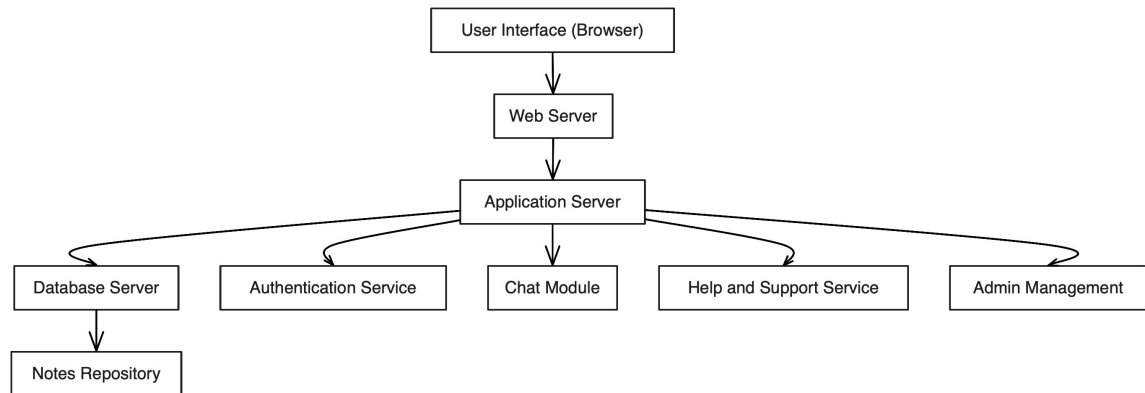 User Interface (Browser)
Web Server
Application Server
Database Server
Authentication Service
Chat Module
Help and Support Service
Admin Management
Notes Repository